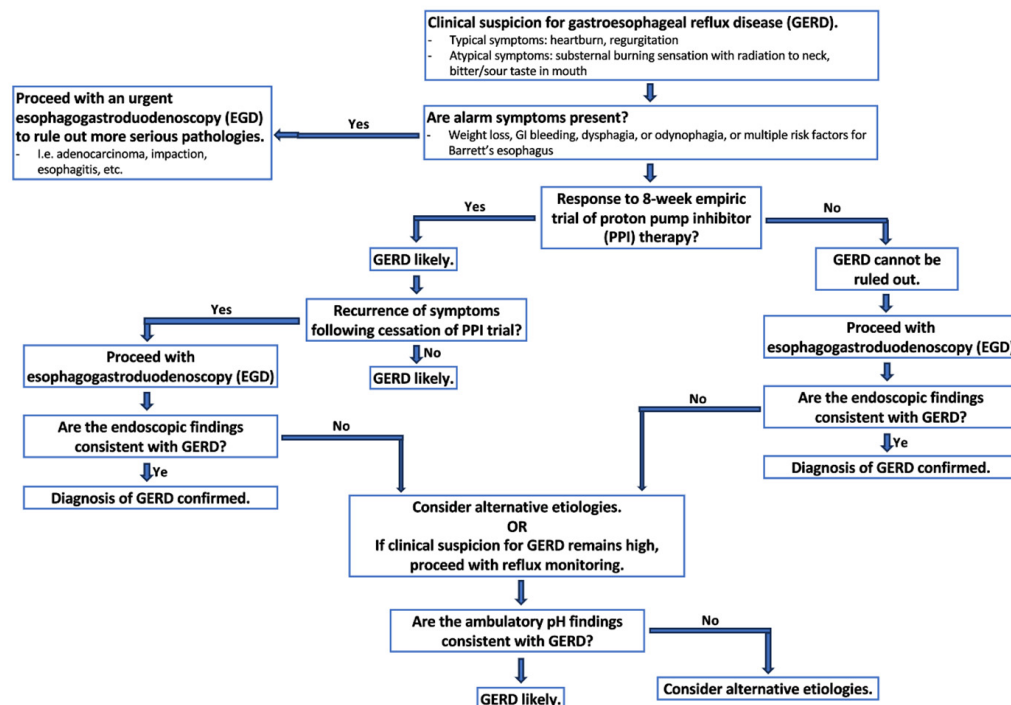 Clinical suspicion for gastroesophageal reflux disease (GERD).
- Typical symptoms: heartburn, regurgitation
- Atypical symptoms: substernal burning sensation with radiation to neck,
bitter/sour taste in mouth
Proceed with an urgent
esophagogastroduodenoscopy (EGD)
to rule out more serious pathologies.
- I.e. adenocarcinoma, impaction,
esophagitis, etc.
Yes
Are alarm symptoms present?
- Weight loss, GI bleeding, dysphagia, or odynophagia, or multiple risk factors for
Barrett's esophagus
Yes
Response to 8-week empiric
trial of proton pump inhibitor
(PPI) therapy?
No
GERD likely.
GERD cannot be
ruled out.
Yes
Recurrence of symptoms
following cessation of PPI trial?
No
GERD likely.
Proceed with
esophagogastroduodenoscopy (EGD)
Proceed with
esophagogastroduodenoscopy (EGD)
Are the endoscopic findings
consistent with GERD?
No
No
Are the endoscopic findings
consistent with GERD?
Ye
Diagnosis of GERD confirmed.
Ye
Diagnosis of GERD confirmed.
Consider alternative etiologies.
OR
If clinical suspicion for GERD remains high,
proceed with reflux monitoring.
Are the ambulatory pH findings
consistent with GERD?
No
GERD likely.
Consider alternative etiologies.